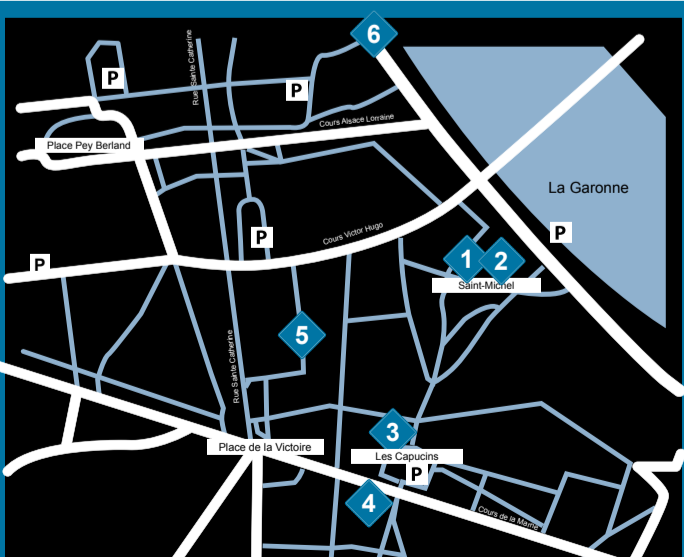 6
Rue Sainte Catherine
P
P
Cours Alsace Lorraine
Place Pey Berland
La Garonne
P
P
Cours Victor Hugo
P
1
2
Saint-Michel
5
Rue Sainte Catherine
3
Place de la Victoire
Les Capucins
P
4
Cours de la Marne